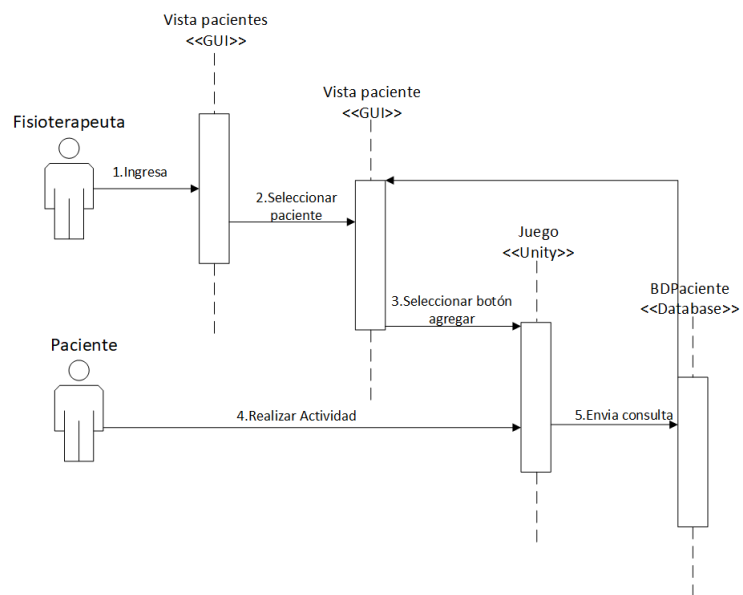 Vista pacientes
<<GUI>>
Vista paciente
<<GUI>>
Fisioterapeuta
1.Ingresa
2.Seleccionar
paciente
Juego
<<Unity>>
BDPaciente
<<Database>>
3.Seleccionar botón
agregar
Paciente
4.Realizar Actividad
5.Envia consulta